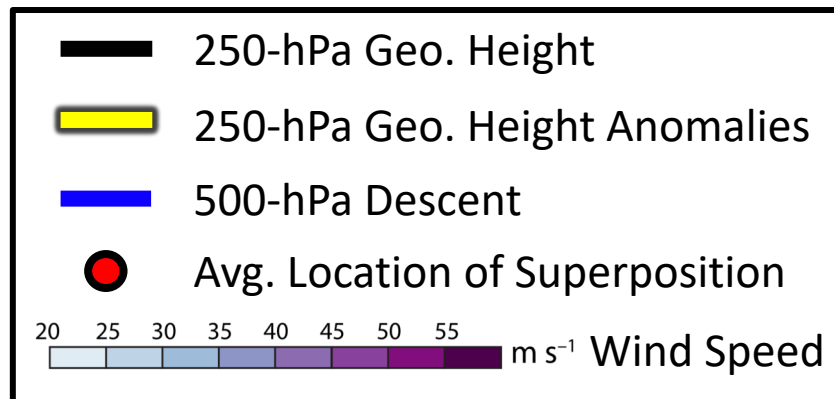 250-hPa Geo. Height
250-hPa Geo. Height Anomalies
500-hPa Descent
Avg. Location of Superposition
20 25 30 35 40 45 50 55
m s⁻¹ Wind Speed